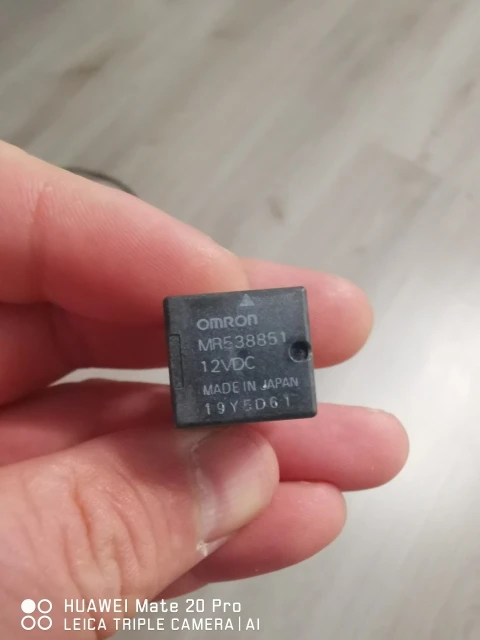 OMRON
MR538851
12VDC
MADE IN JAPAN
19Y5D61
HUAWEI Mate 20 Pro
LEICA TRIPLE CAMERA | AI